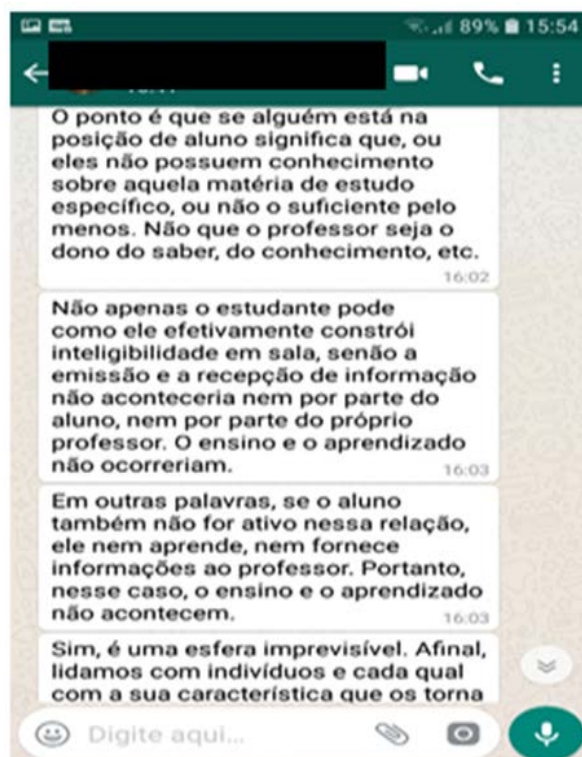 89% 15:54
O ponto é que se alguém está na
posição de aluno significa que, ou
eles não possuem conhecimento
sobre aquela matéria de estudo
específico, ou não o suficiente pelo
menos. Não que o professor seja o
dono do saber, do conhecimento, etc.
16:02
Não apenas o estudante pode
como ele efetivamente constrói
inteligibilidade em sala, senão a
emissão e a recepção de informação
não aconteceria nem por parte do
aluno, nem por parte do próprio
professor. O ensino e o aprendizado
não ocorreriam.
16:03
Em outras palavras, se o aluno
também não for ativo nessa relação,
ele nem aprende, nem fornece
informações ao professor. Portanto,
nesse caso, o ensino e o aprendizado
não acontecem.
16:03
Sim, é uma esfera imprevisível. Afinal,
lidamos com indivíduos e cada qual
com a sua característica que os torna
Digite aqui...